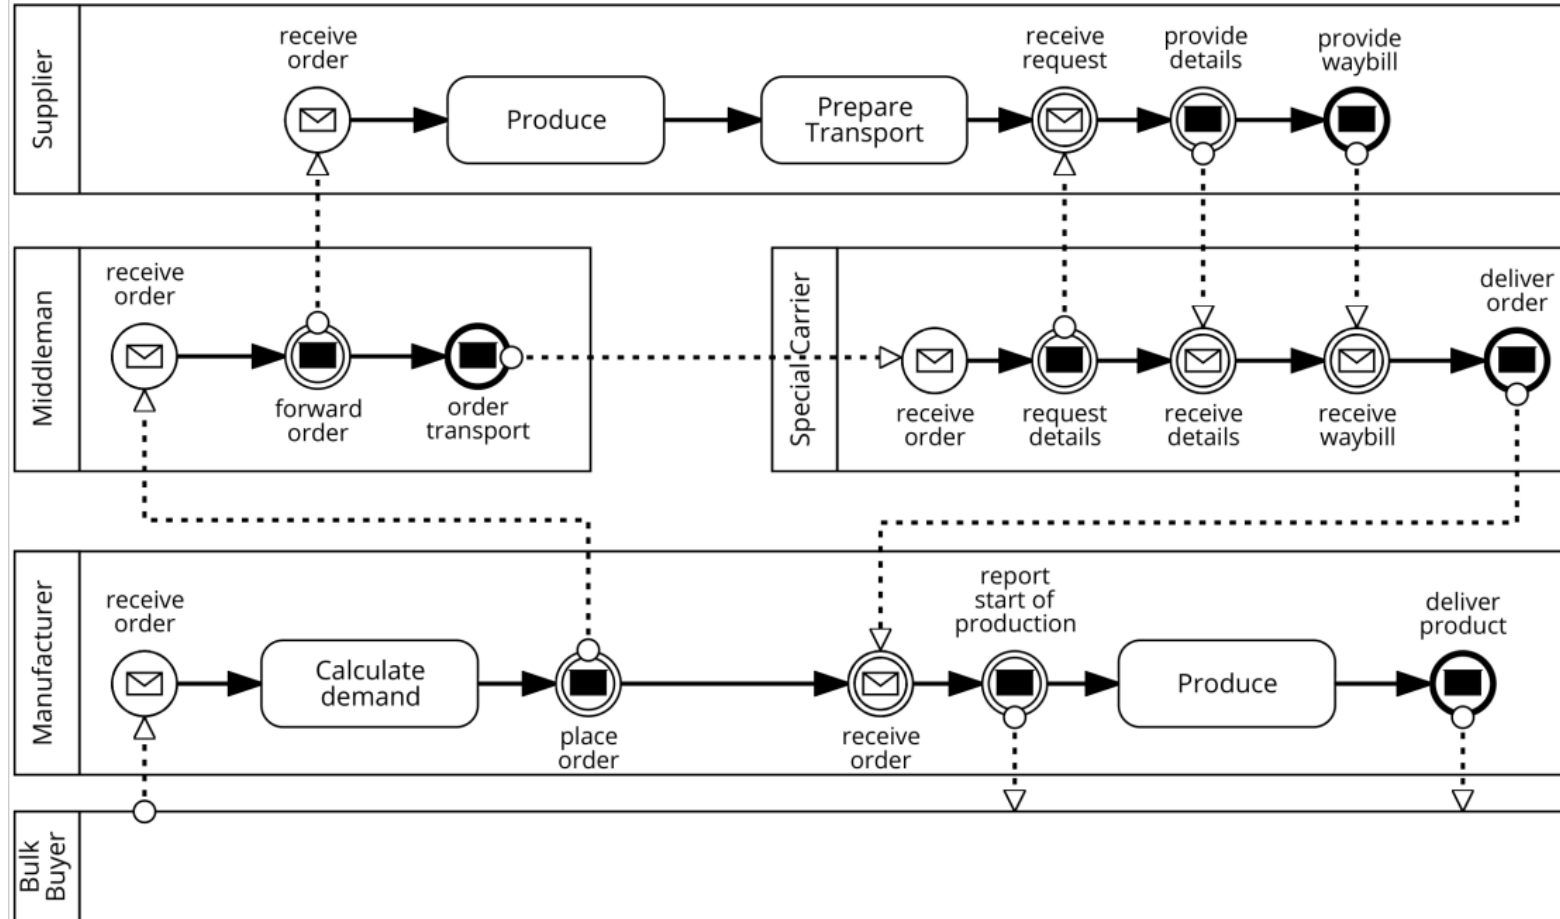 Supplier
receive
order
Produce
Prepare
Transport
receive
request
provide
details
provide
waybill
Middleman
receive
order
forward
order
order
transport
Special Carrier
receive
order
request
details
receive
details
receive
waybill
deliver
order
Manufacturer
receive
order
Calculate
demand
place
order
receive
order
report
start of
production
Produce
deliver
product
Bulk
Buyer